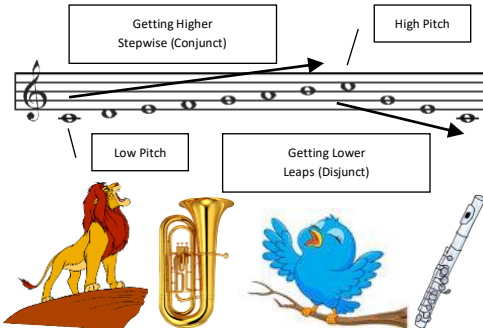 Getting Higher
Stepwise (Conjunct)
High Pitch
Low Pitch
Getting Lower
Leaps (Disjunct)